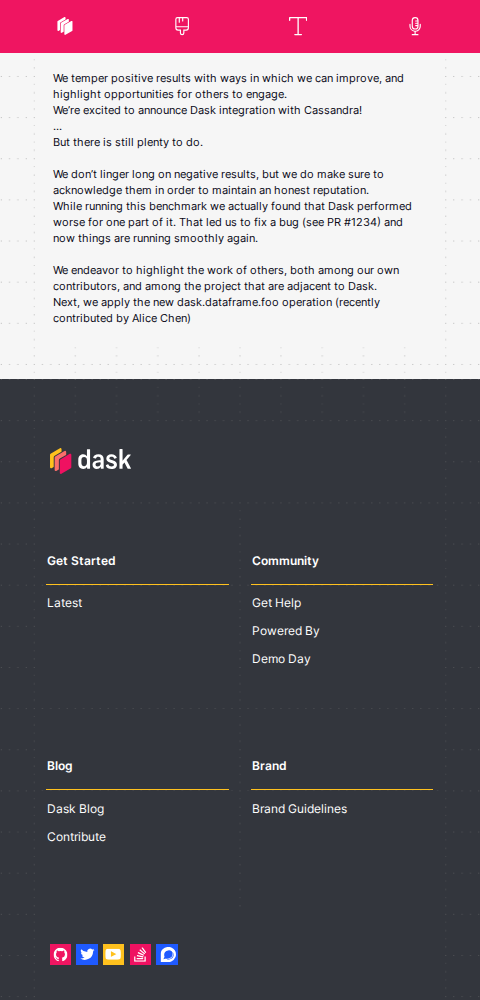 We temper positive results with ways in which we can improve, and
highlight opportunities for others to engage.
We’re excited to announce Dask integration with Cassandra!
...
But there is still plenty to do.
We don’t linger long on negative results, but we do make sure to
acknowledge them in order to maintain an honest reputation.
While running this benchmark we actually found that Dask performed
worse for one part of it. That led us to fix a bug (see PR #1234) and
now things are running smoothly again.
We endeavor to highlight the work of others, both among our own
contributors, and among the project that are adjacent to Dask.
Next, we apply the new dask.dataframe.foo operation (recently
contributed by Alice Chen)
dask
Get Started
Latest
Community
Get Help
Powered By
Demo Day
Blog
Dask Blog
Contribute
Brand
Brand Guidelines